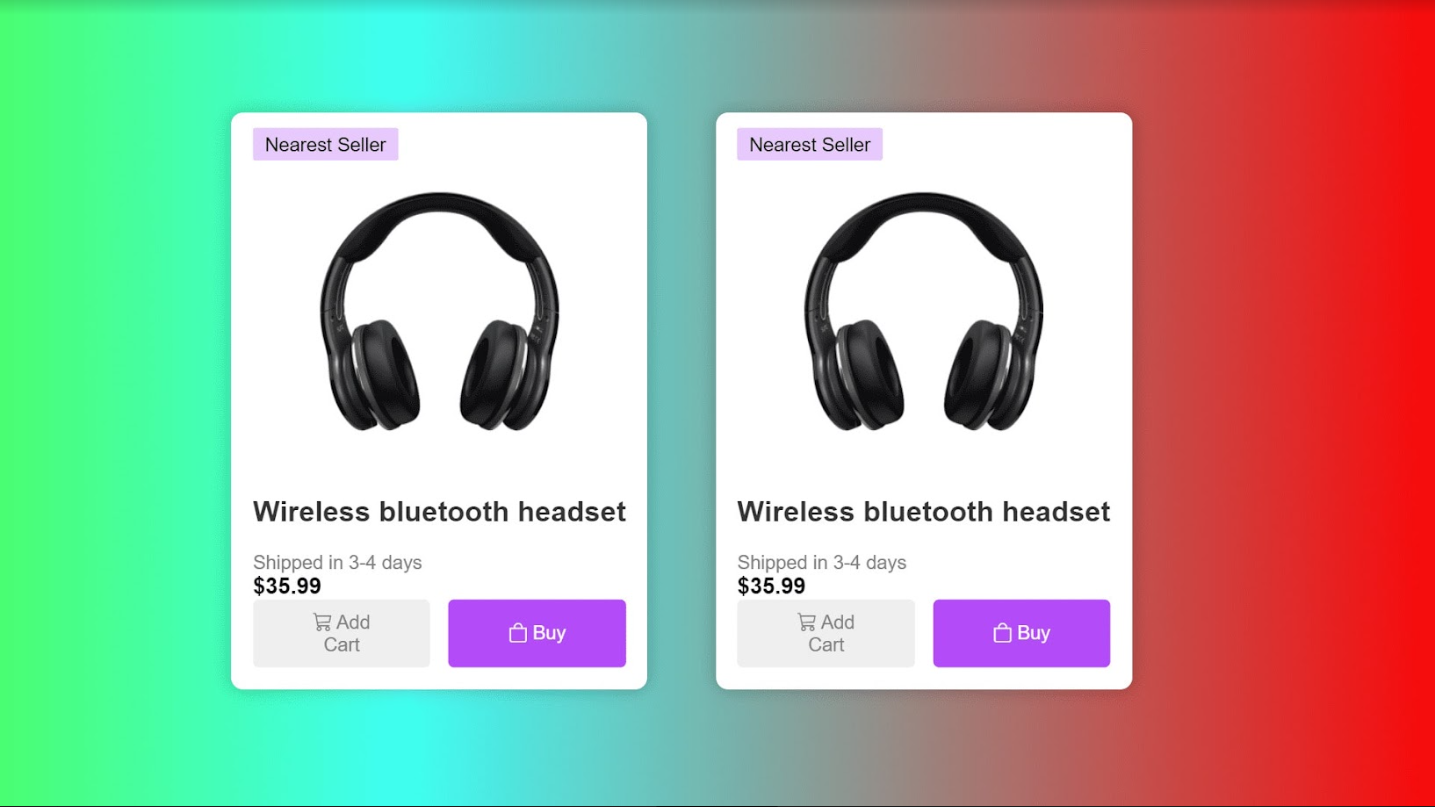 Nearest Seller
Wireless bluetooth headset
Shipped in 3-4 days
$35.99
Add
Cart
Buy
Nearest Seller
Wireless bluetooth headset
Shipped in 3-4 days
$35.99
Add
Cart
Buy